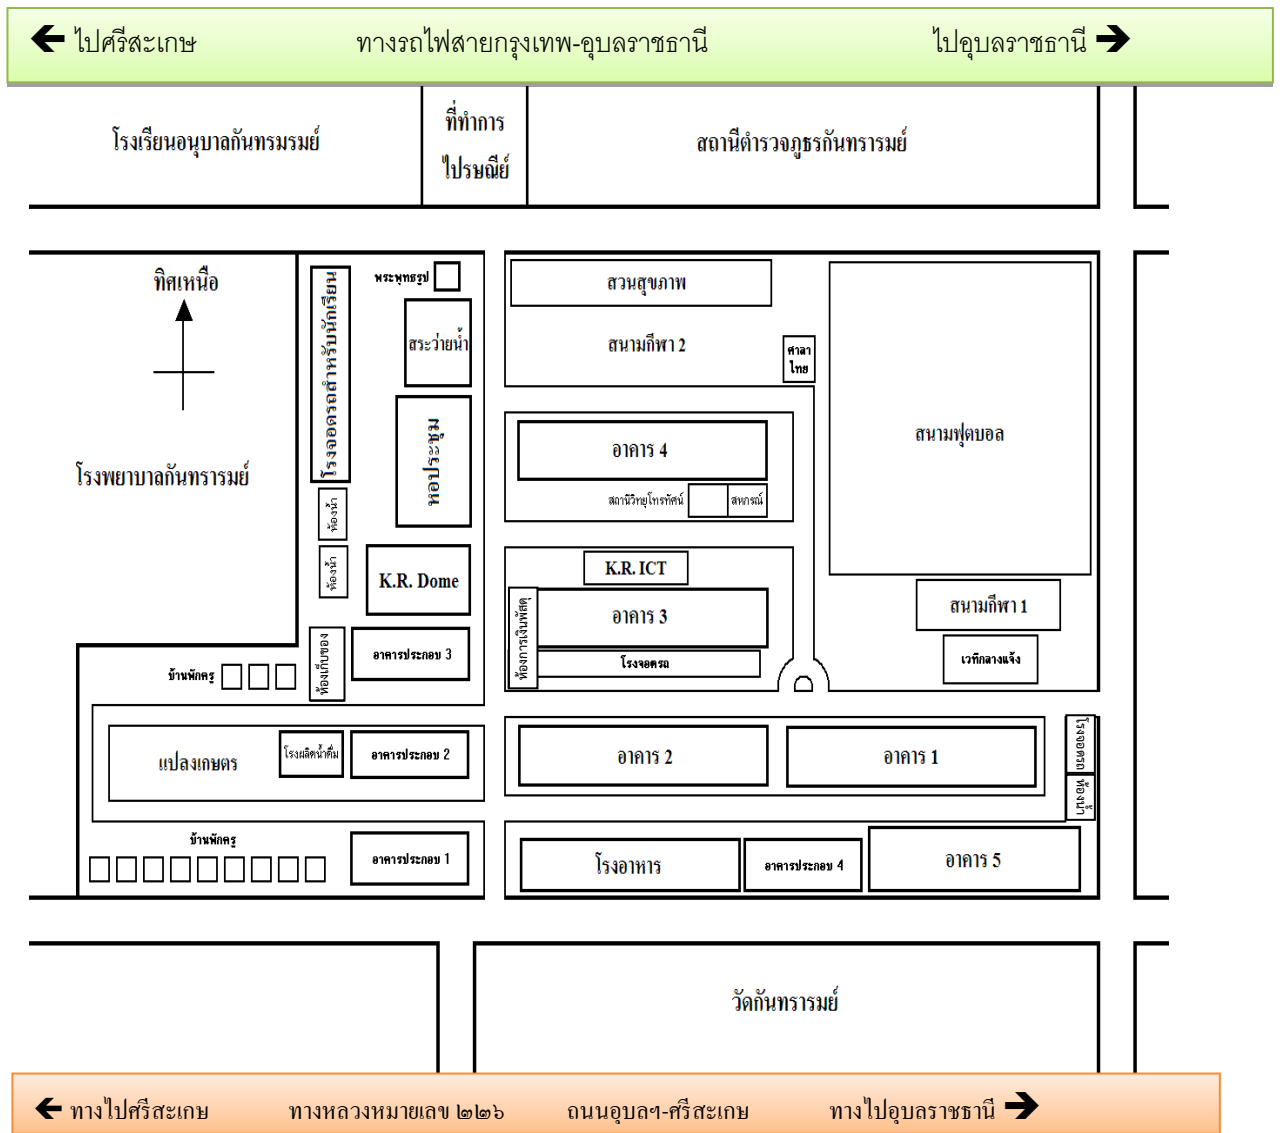 🡸 ไปศรีสะเกษ ทางรถไฟสายกรุงเทพ-อุบลราชธานี ไปอุบลราชธานี 🡺
โรงเรียนอนุบาลกันทรมรมย์
ที่ทำการ
ไปรษณีย์
สถานีตำรวจภูธรกันทรารมย์
ทิศเหนือ
โรงพยาบาลกันทรารมย์
โรงจอดรถสำหรับนักเรียน
พระพุทธรูป
สระว่ายน้ำ
หอประชุม
ห้องน้ำ
ห้องน้ำ
K.R. Dome
ห้องเก็บของ
อาคารประกอบ 3
บ้านพักครู
สวนสุขภาพ
สนามกีฬา 2
ศาลา
ไทย
สนามฟุตบอล
อาคาร 4
สถานีวิทยุโทรทัศน์
สหกรณ์
K.R. ICT
อาคาร 3
ห้องการเงินพัสดุ
โรงจอดรถ
สนามกีฬา 1
เวทีกลางแจ้ง
แปลงเกษตร
โรงผลิตน้ำดื่ม
อาคารประกอบ 2
อาคาร 2
อาคาร 1
โรงจอดรถ
ห้องน้ำ
บ้านพักครู
อาคารประกอบ 1
โรงอาหาร
อาคารประกอบ 4
อาคาร 5
วัดกันทรารมย์
🡸 ทางไปศรีสะเกษ ทางหลวงหมายเลข ๒๒๖ ถนนอุบลฯ-ศรีสะเกษ ทางไปอุบลราชธานี 🡺